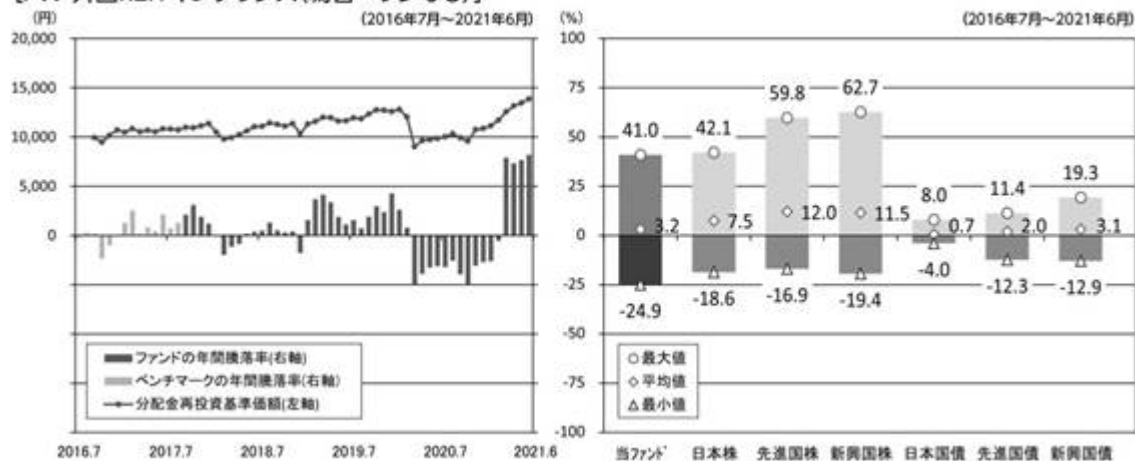 (円)
(2016年7月～2021年6月)
20,000
15,000
10,000
5,000
0
ファンドの年間騰落率(右軸)
ベンチマークの年間騰落率(右軸)
分配金再投資基準価額(左軸)
2016.7
2017.7
2018.7
2019.7
2020.7
2021.6
(%)
(2016年7月～2021年6月)
100
75
50
25
0
-25
-50
-75
-100
41.0
42.1
59.8
62.7
8.0
11.4
19.3
3.2
7.5
12.0
11.5
0.7
2.0
3.1
-24.9
-18.6
-16.9
-19.4
-4.0
-12.3
-12.9
最大値
平均値
最小値
当ファンド
日本株
先進国株
新興国株
日本国債
先進国債
新興国債